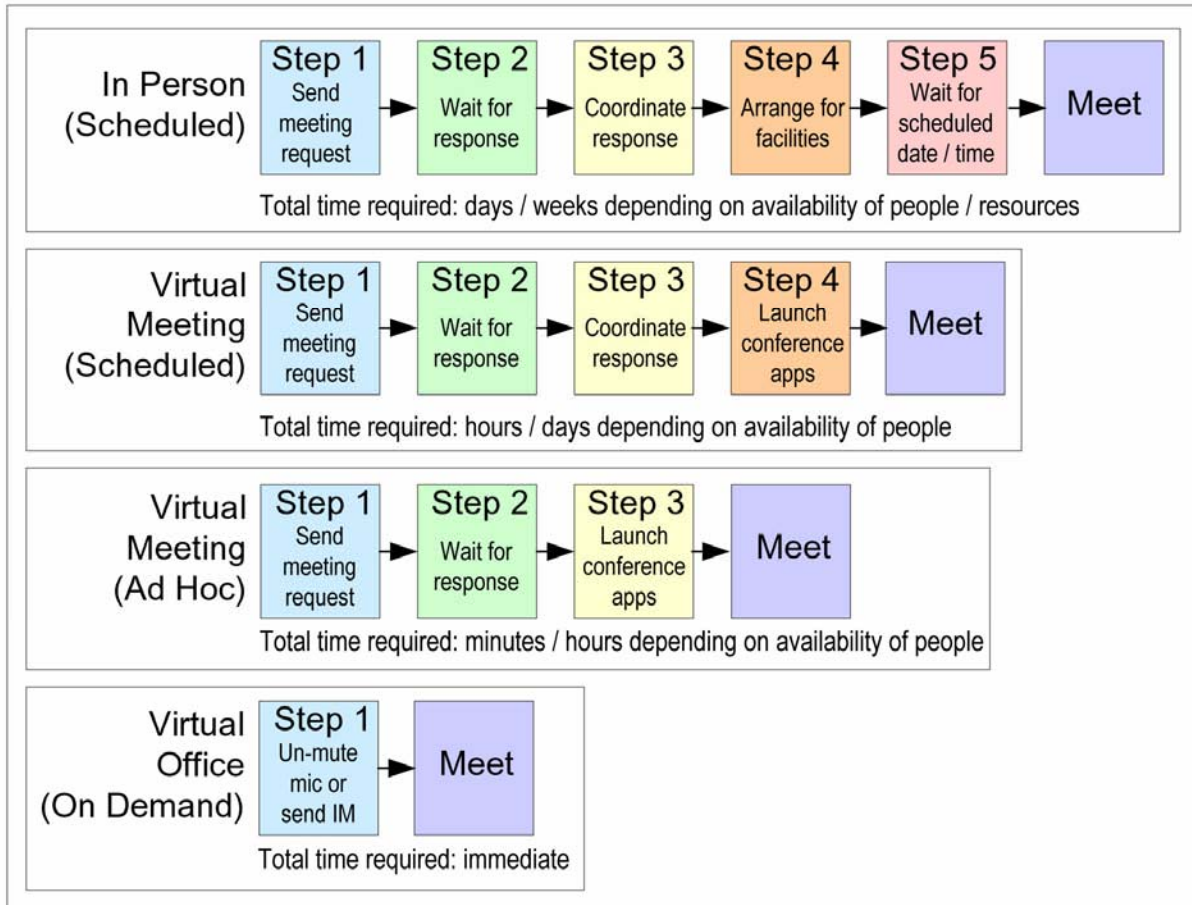 In Person
(Scheduled)
Step 1
Send
meeting
request
Step 2
Wait for
response
Step 3
Coordinate
response
Step 4
Arrange for
facilities
Step 5
Wait for
scheduled
date / time
Meet
Total time required: days / weeks depending on availability of people / resources
Virtual
Meeting
(Scheduled)
Step 1
Send
meeting
request
Step 2
Wait for
response
Step 3
Coordinate
response
Step 4
Launch
conference
apps
Meet
Total time required: hours / days depending on availability of people
Virtual
Meeting
(Ad Hoc)
Step 1
Send
meeting
request
Step 2
Wait for
response
Step 3
Launch
conference
apps
Meet
Total time required: minutes / hours depending on availability of people
Virtual
Office
(On Demand)
Step 1
Un-mute
mic or
send IM
Meet
Total time required: immediate